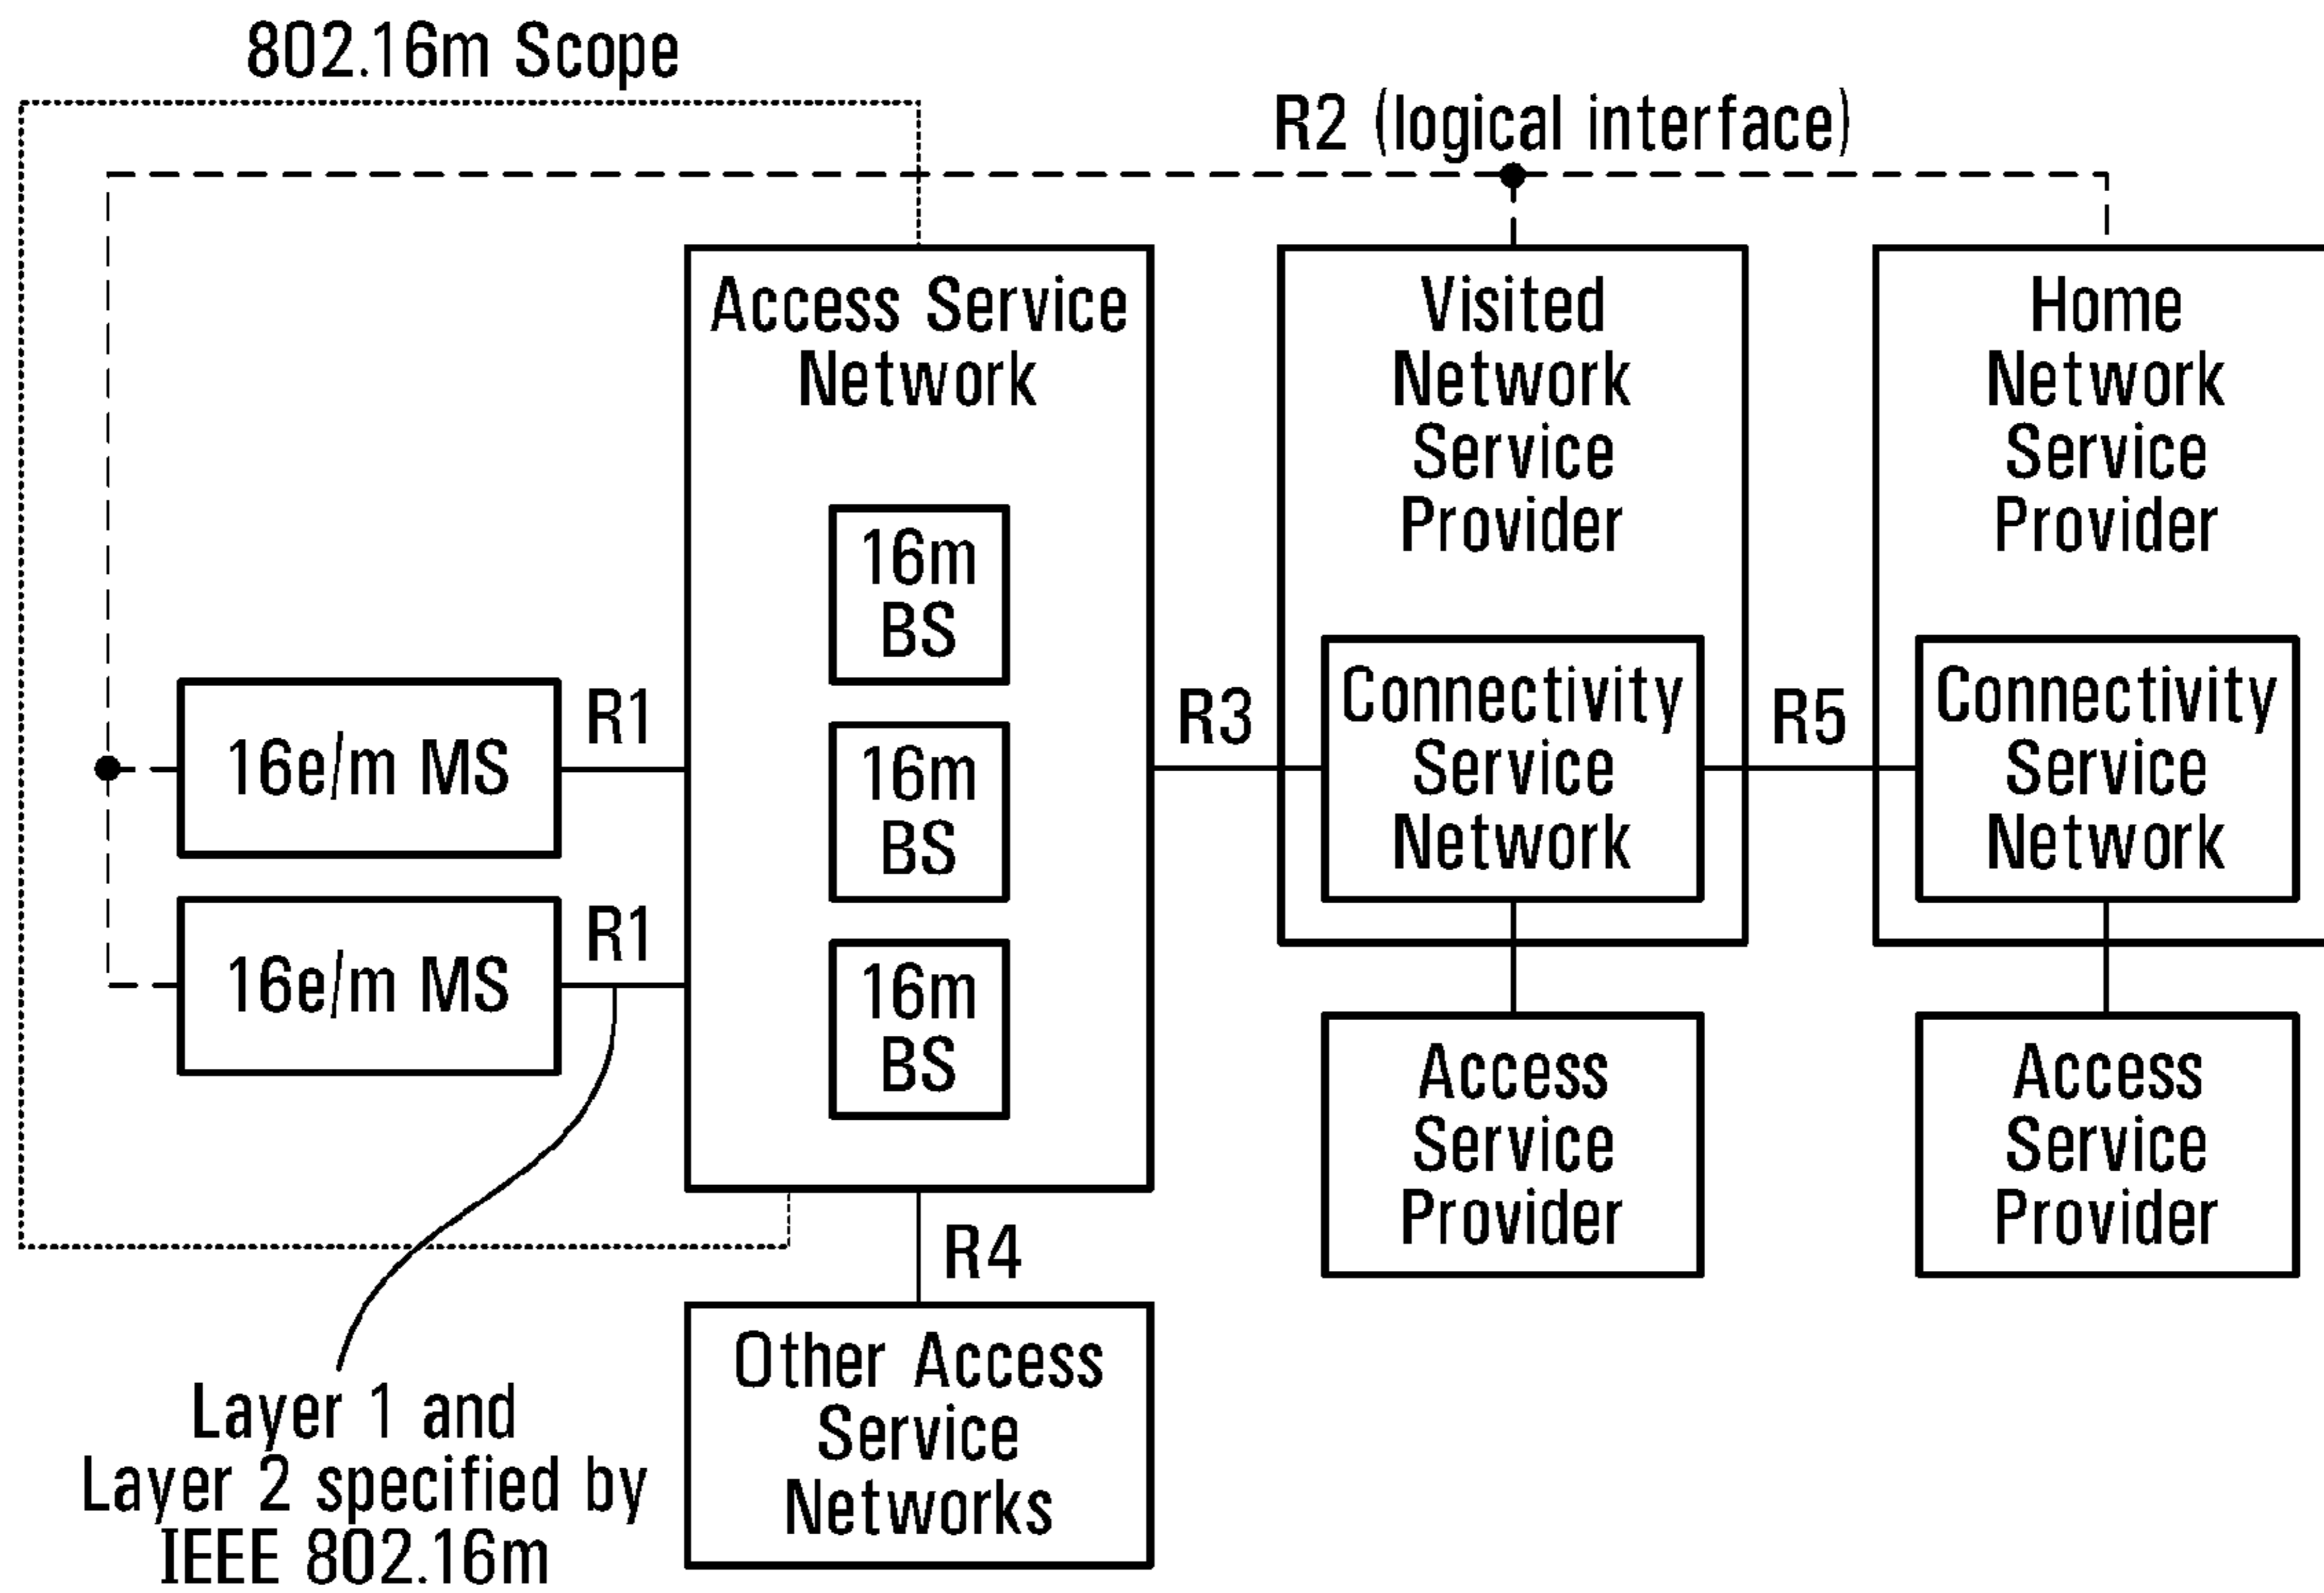 802.16m Scope
R2 (logical interface)
Access Service
Network
16m
BS
16m
BS
16m
BS
Visited
Network
Service
Provider
Connectivity
Service
Network
Home
Network
Service
Provider
Connectivity
Service
Network
16e/m MS
R1
16e/m MS
R1
R3
R5
R4
Access
Service
Provider
Access
Service
Provider
Other Access
Service
Networks
Layer 1 and
Layer 2 specified by
IEEE 802.16m